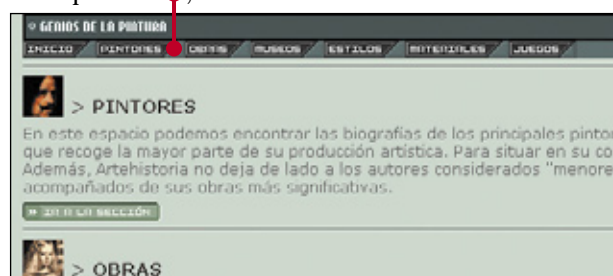 GENIOS DE LA PINTURA
INICIO PINTORES OBRAS MUSEOS ESTILOS MATERIALES JUEGOS
> PINTORES
En este espacio podemos encontrar las biografías de los principales pintor
que recoge la mayor parte de su producción artística. Para situar en su co
Además, Artehistoria no deja de lado a los autores considerados "menore
acompañados de sus obras más significativas.
» IR A LA SECCIÓN
> OBRAS